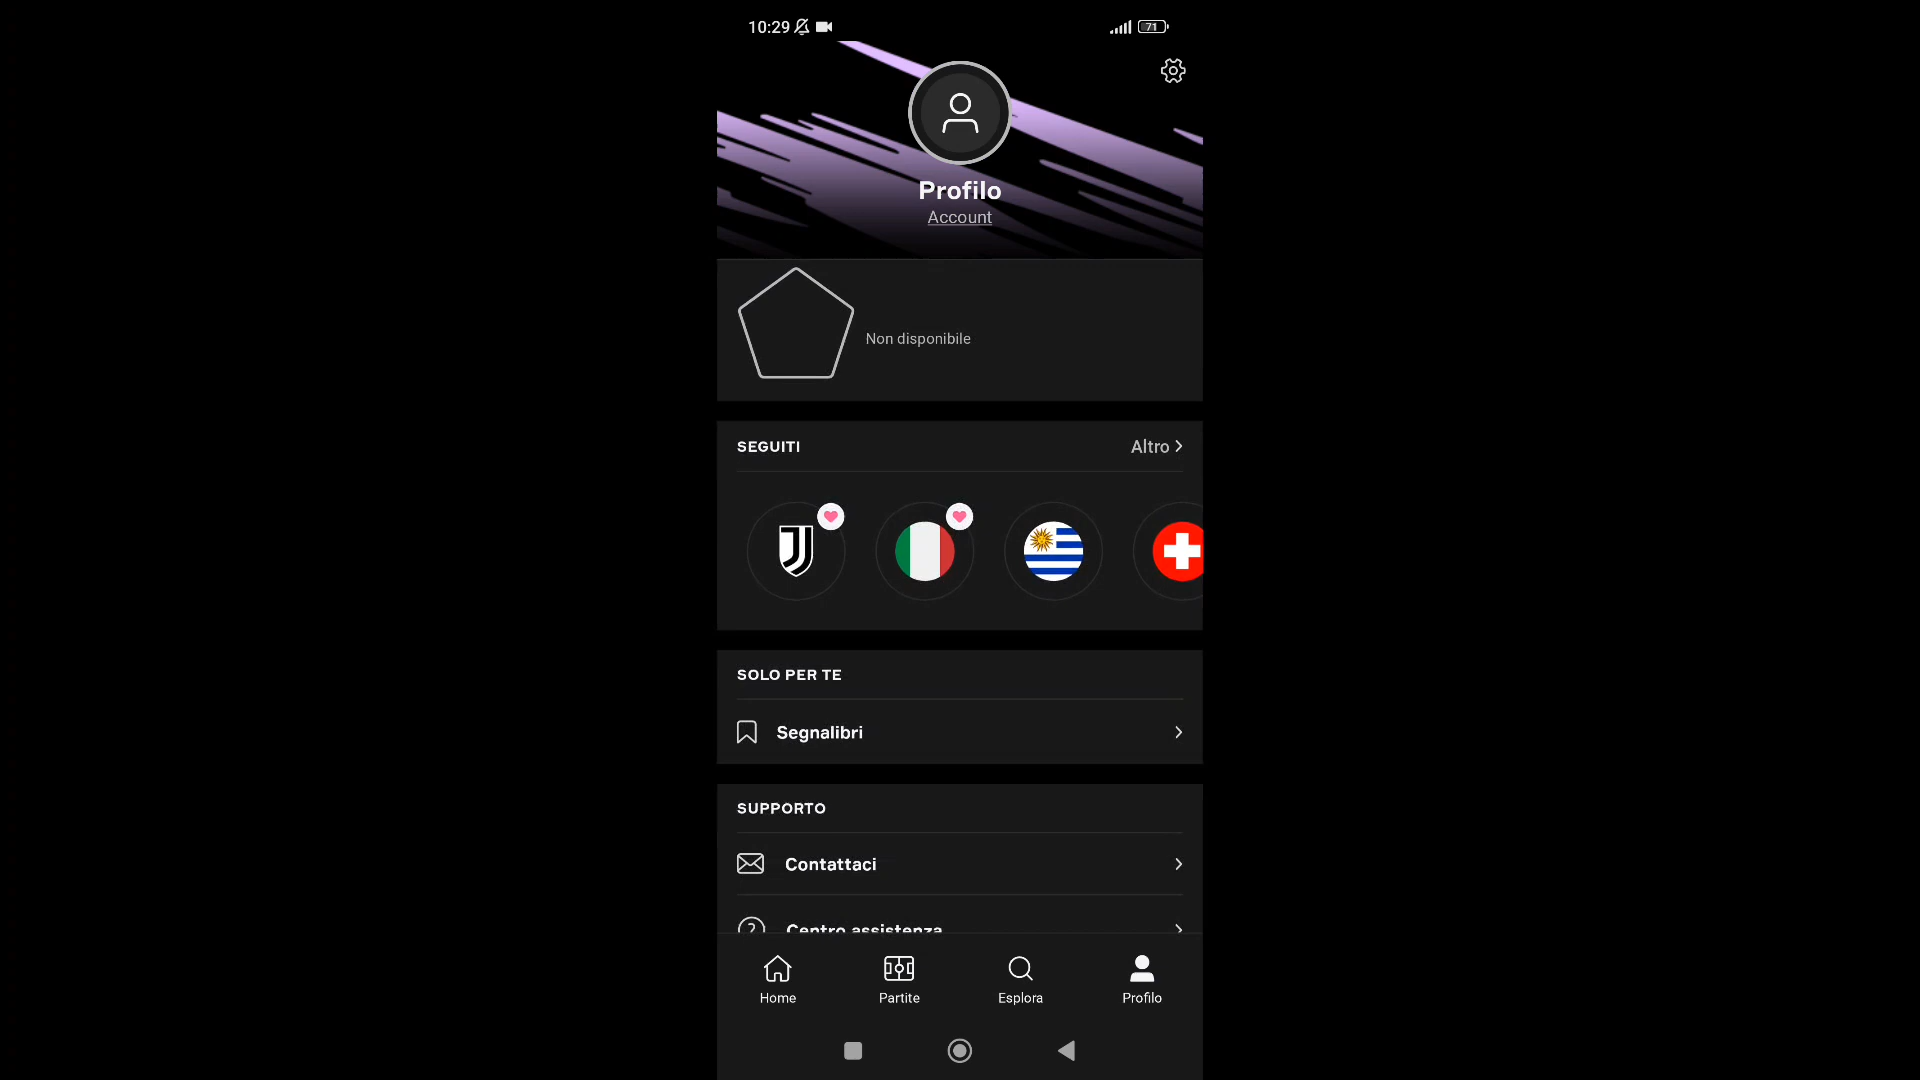 10:29
71
Profilo
Account
Non disponibile
SEGUITI
Altro
SOLO PER TE
Segnalibri
SUPPORTO
Contattaci
Centro assistenza
Home
Partite
Esplora
Profilo